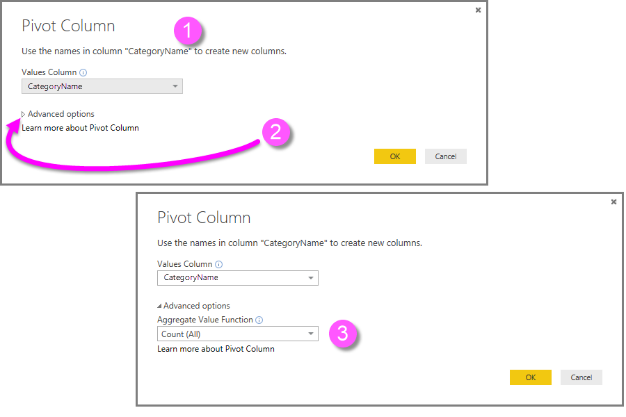 Pivot Column
1
Use the names in column "CategoryName" to create new columns.
Values Column
CategoryName
Advanced options
Learn more about Pivot Column
2
OK Cancel
Pivot Column
Use the names in column "CategoryName" to create new columns.
Values Column
CategoryName
Advanced options
Aggregate Value Function
Count (All)
3
Learn more about Pivot Column
OK Cancel